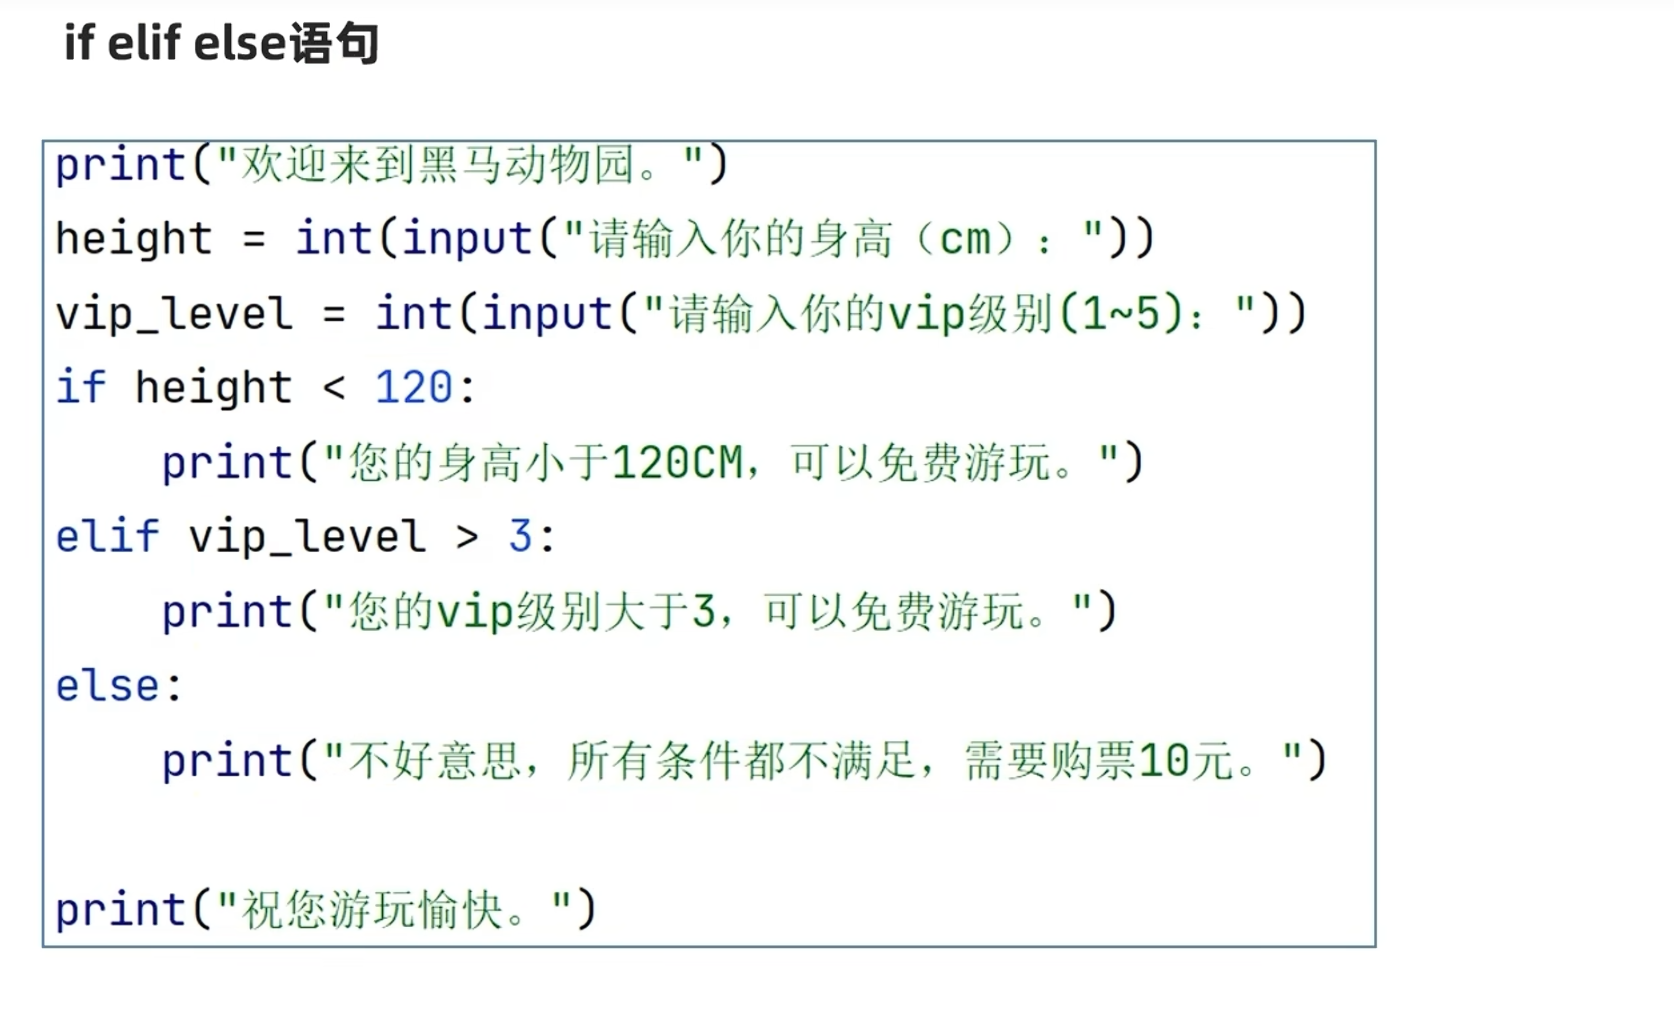 if elif else语句
print("欢迎来到黑马动物园。")
height = int(input("请输入你的身高（cm）："))
vip_level = int(input("请输入你的vip级别(1~5)："))
if height < 120:
    print("您的身高小于120CM，可以免费游玩。")
elif vip_level > 3:
    print("您的vip级别大于3，可以免费游玩。")
else:
    print("不好意思，所有条件都不满足，需要购票10元。")
print("祝您游玩愉快。")